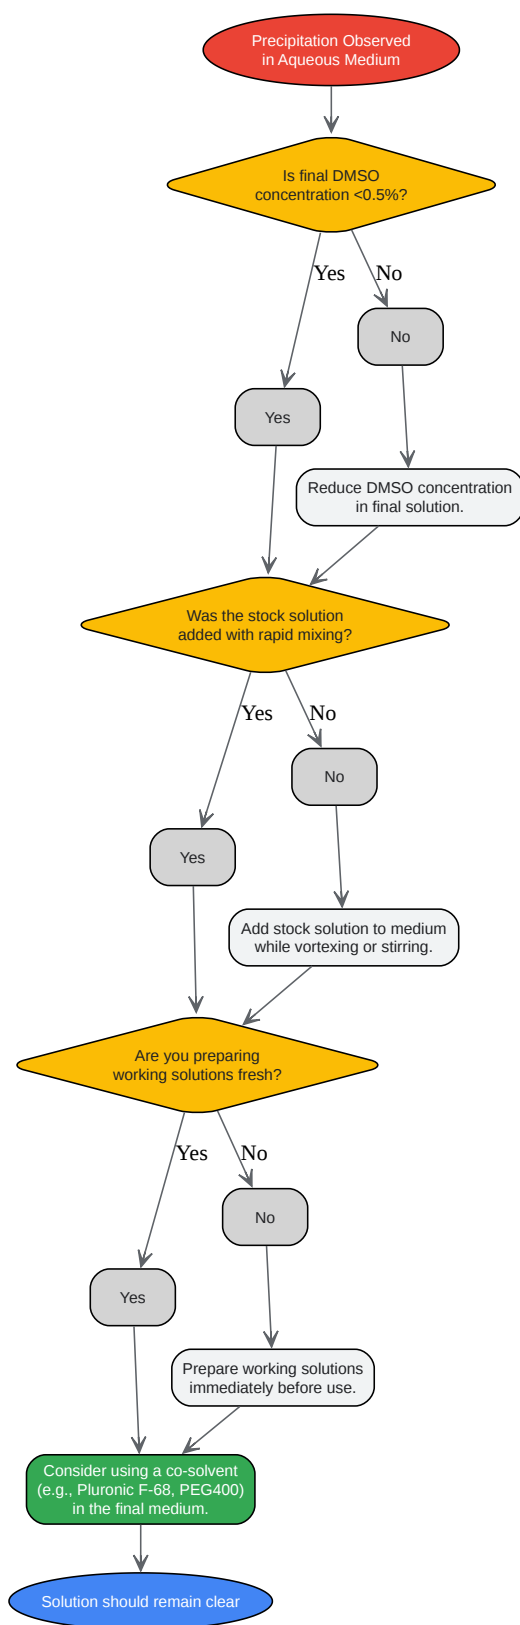 Precipitation Observed
in Aqueous Medium
Is final DMSO
concentration <0.5%?
Yes
No
No
Yes
Reduce DMSO concentration
in final solution.
Was the stock solution
added with rapid mixing?
Yes
No
No
Yes
Add stock solution to medium
while vortexing or stirring.
Are you preparing
working solutions fresh?
Yes
No
No
Yes
Prepare working solutions
immediately before use.
Consider using a co-solvent
(e.g., Pluronic F-68, PEG400)
in the final medium.
Solution should remain clear